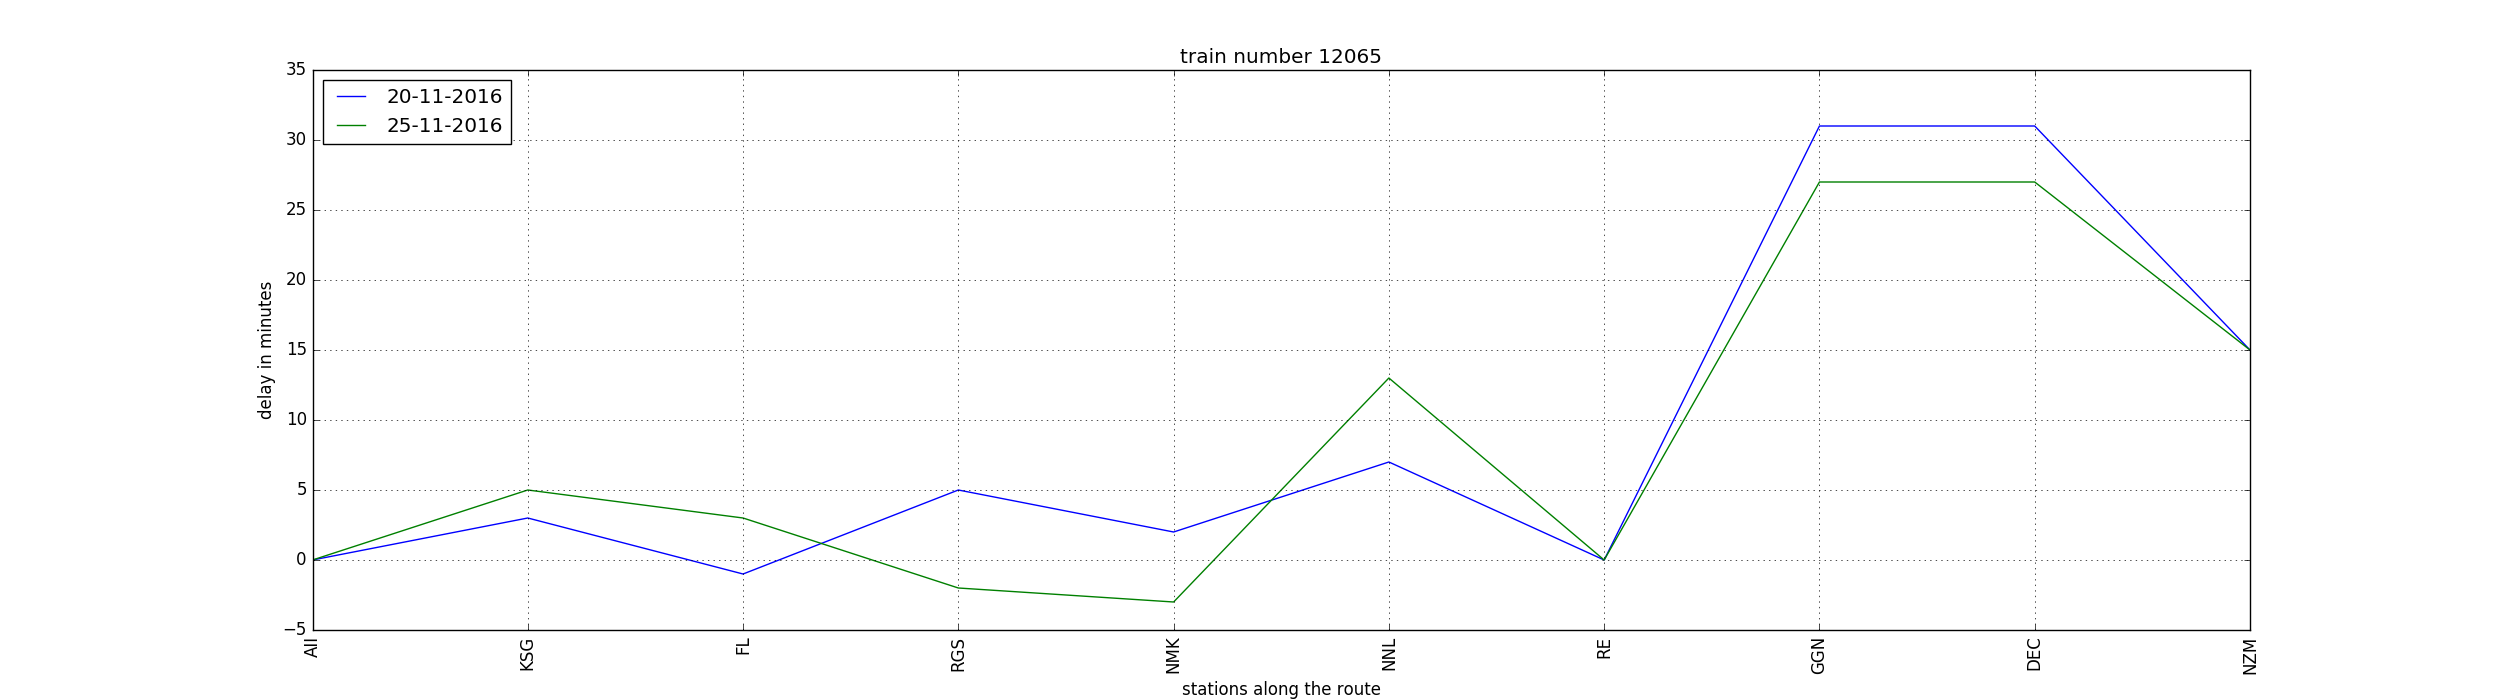 train number 12065
20-11-2016
25-11-2016
35
30
25
20
15
10
5
0
−5
delay in minutes
AII
KSG
FL
RGS
NMK
NNL
RE
GGN
DEC
NZM
stations along the route